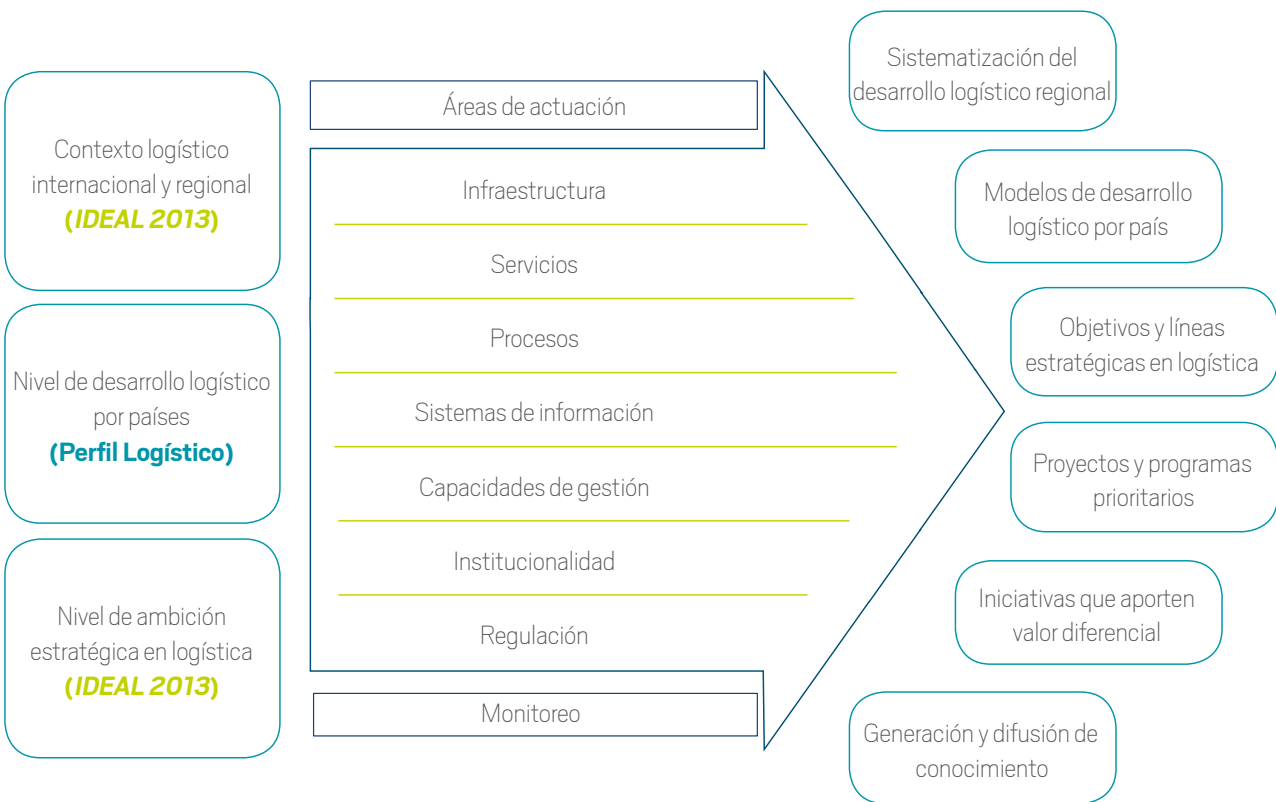 Contexto logístico
internacional y regional
(IDEAL 2013)
Nivel de desarrollo logístico
por países
(Perfil Logístico)
Nivel de ambición
estratégica en logística
(IDEAL 2013)
Áreas de actuación
Infraestructura
Servicios
Procesos
Sistemas de información
Capacidades de gestión
Institucionalidad
Regulación
Monitoreo
Sistematización del
desarrollo logístico regional
Modelos de desarrollo
logístico por país
Objetivos y líneas
estratégicas en logística
Proyectos y programas
prioritarios
Iniciativas que aporten
valor diferencial
Generación y difusión de
conocimiento